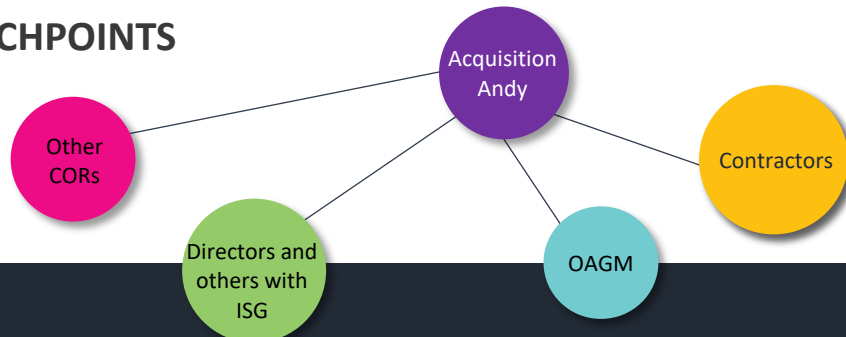 CHPOINTS
Acquisition
Andy
Other
CORs
Contractors
Directors and
others with
ISG
OAGM